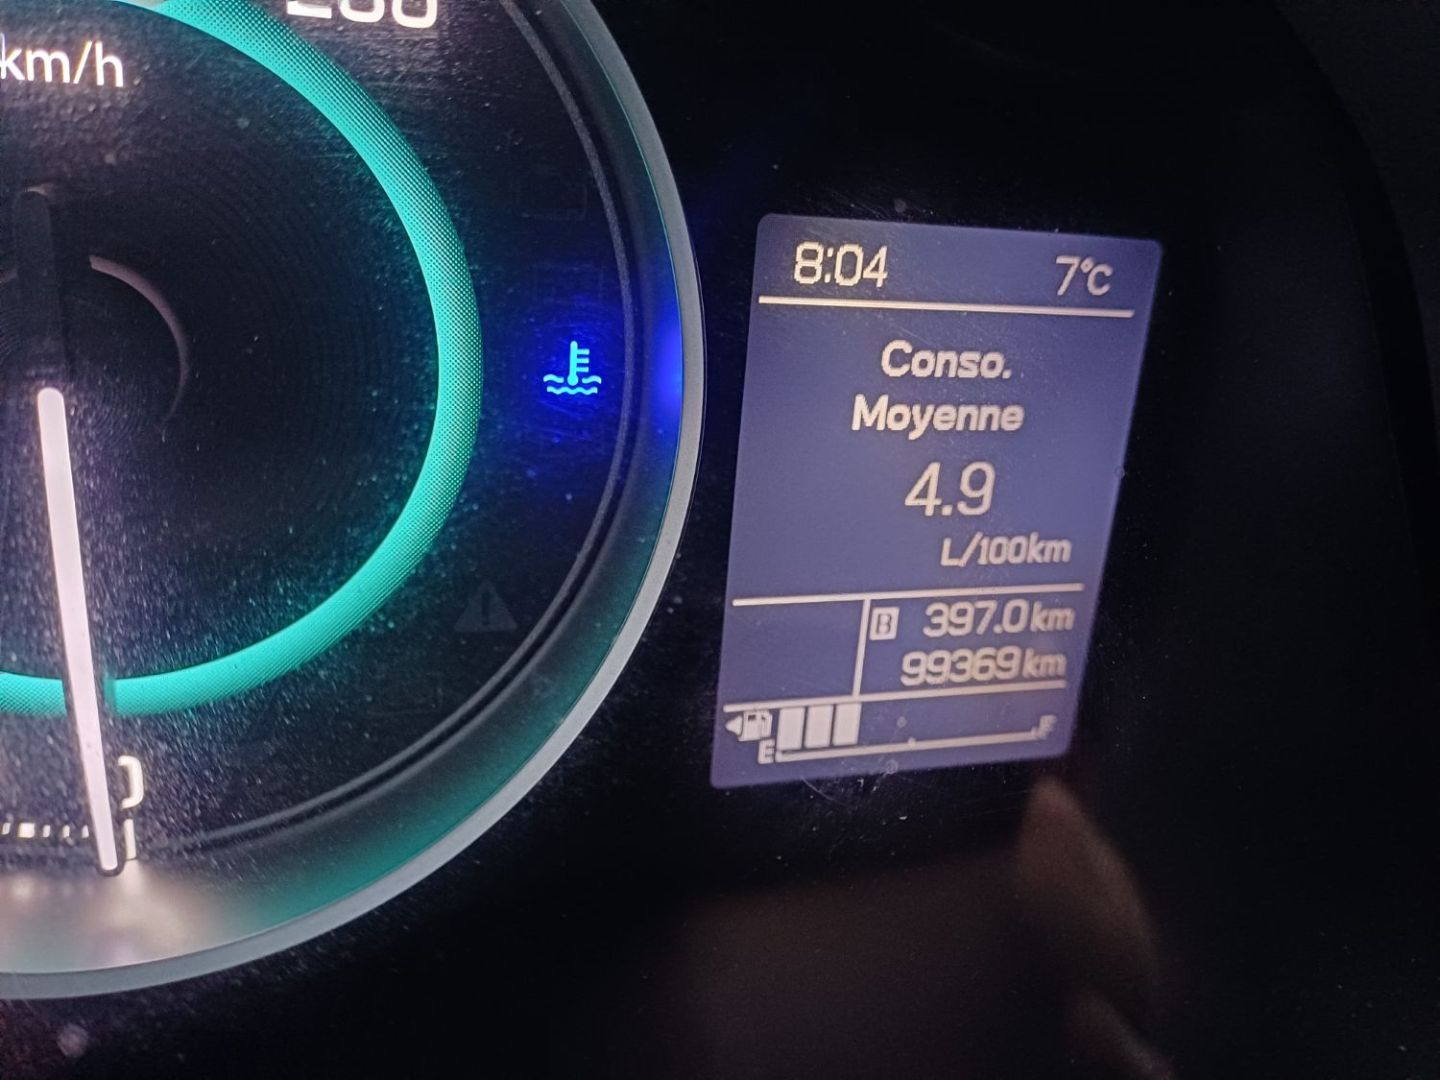 km/h
8:04 7°C
Conso.
Moyenne
4.9
L/100km
B 397.0 km
99369 km
E F